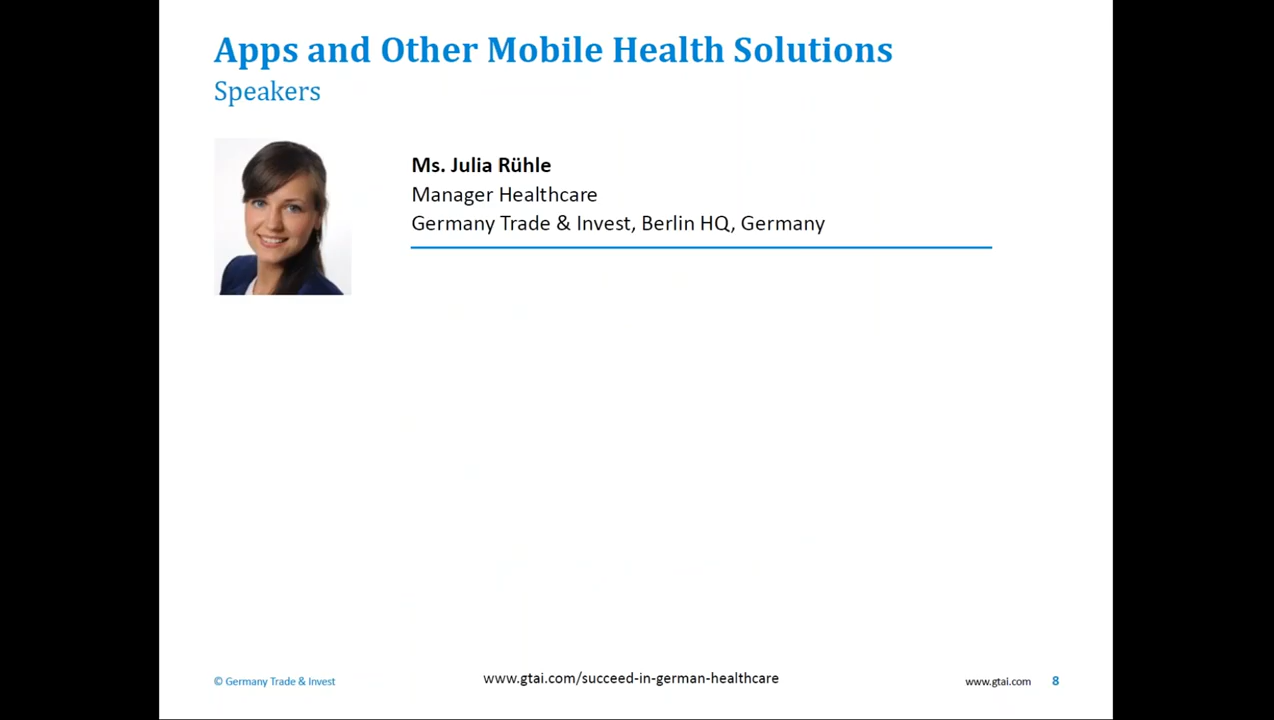 Apps and Other Mobile Health Solutions
Speakers
Ms. Julia Rühle
Manager Healthcare
Germany Trade & Invest, Berlin HQ, Germany
© Germany Trade & Invest
www.gtai.com/succeed-in-german-healthcare
www.gtai.com
8